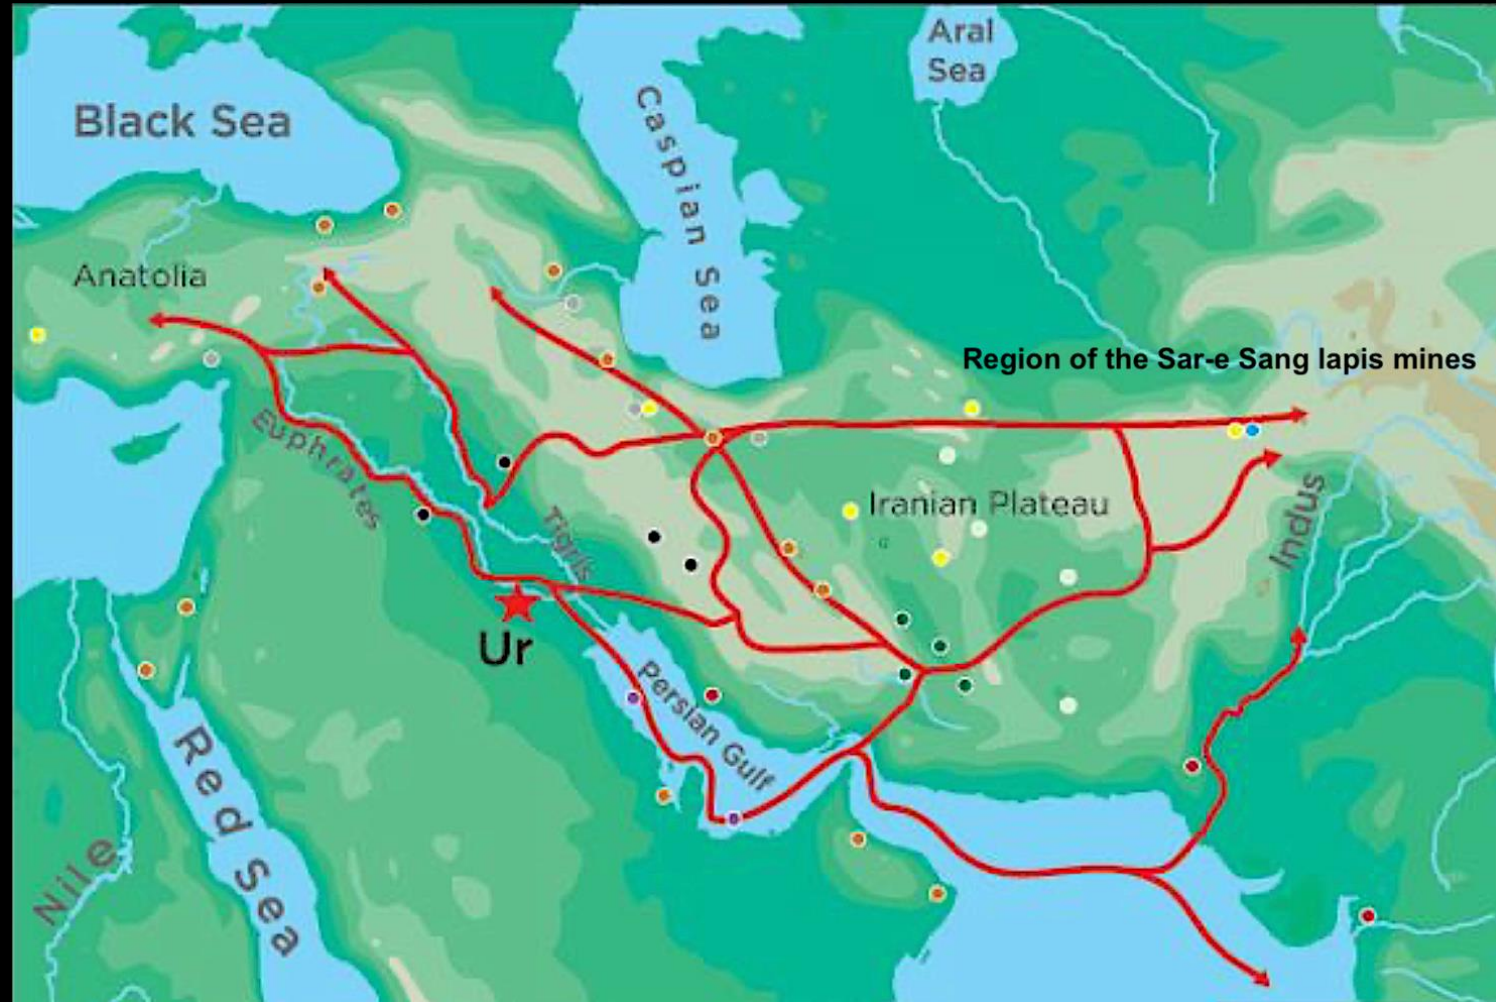 Aral
Sea
Black Sea
Caspian Sea
Anatolia
Region of the Sar-e Sang lapis mines
Euphrates
Iranian Plateau
Tigris
Indus
Ur
Persian Gulf
Red Sea
Nile